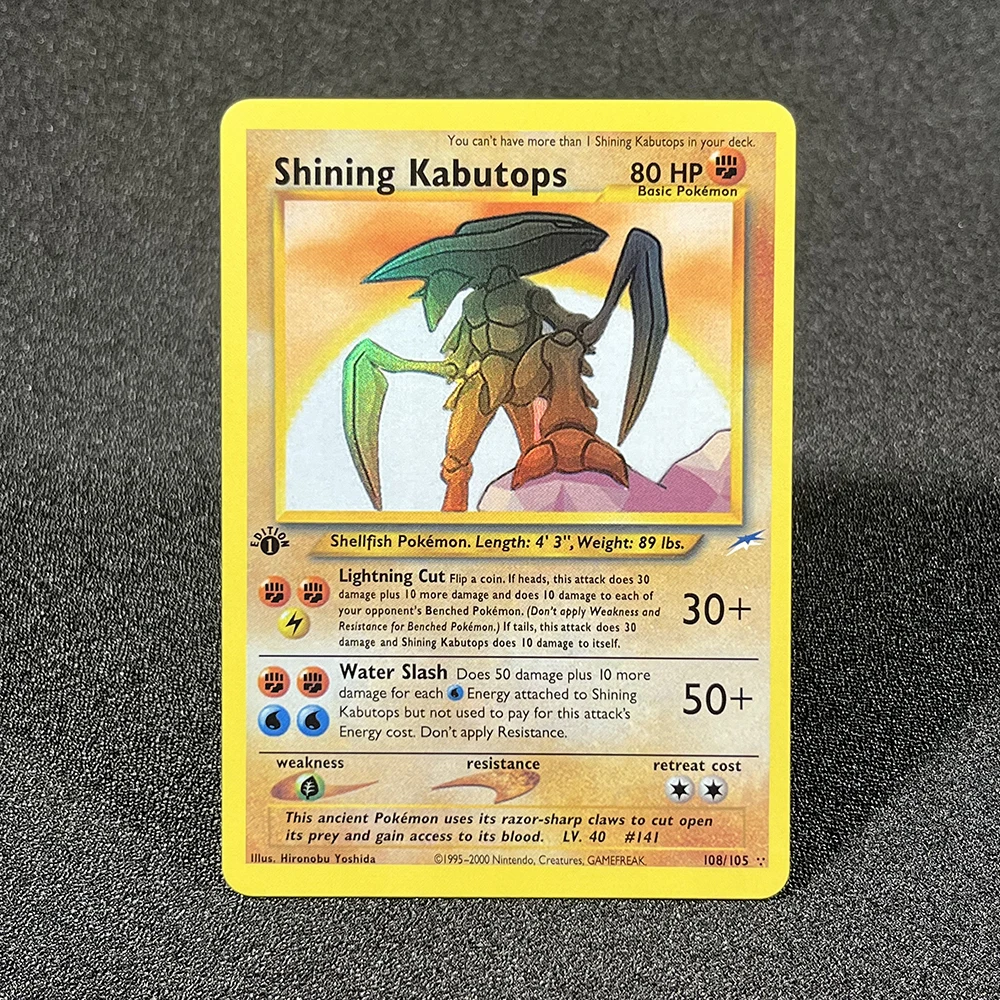 You can't have more than 1 Shining Kabutops in your deck.
Shining Kabutops 80 HP
Basic Pokémon
EDITION
1
Shellfish Pokémon. Length: 4' 3", Weight: 89 lbs.
Lightning Cut Flip a coin. If heads, this attack does 30
damage plus 10 more damage and does 10 damage to each of
your opponent's Benched Pokémon. (Don't apply Weakness and
Resistance for Benched Pokémon.) If tails, this attack does 30
damage and Shining Kabutops does 10 damage to itself.
30+
Water Slash Does 50 damage plus 10 more
damage for each Energy attached to Shining
Kabutops but not used to pay for this attack's
Energy cost. Don't apply Resistance.
50+
weakness resistance retreat cost
This ancient Pokémon uses its razor-sharp claws to cut open
its prey and gain access to its blood. LV. 40 #141
Illus. Hironobu Yoshida ©1995–2000 Nintendo, Creatures, GAMEFREAK. 108/105